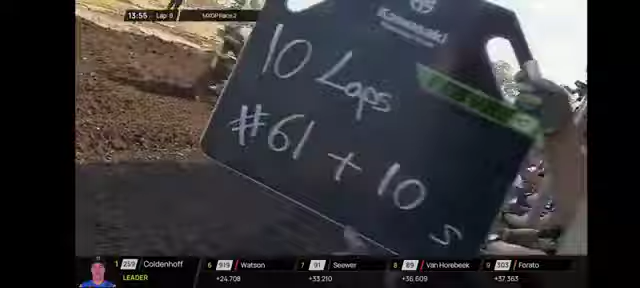 13:55 Lap: 8 MXGP Race 2
Kawasaki
10 Laps
#61 + 10
S
1 259 Coldenhoff LEADER
6 919 Watson +24.708
7 91 Seewer +33.210
8 89 Van Horebeek +36.609
9 303 Forato +37.363